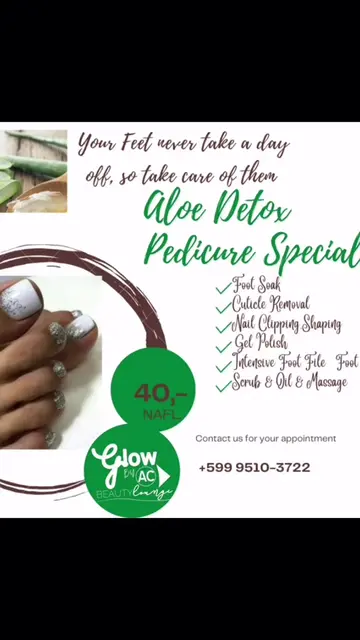 Your Feet never take a day
off, so take care of them
Aloe Detox
Pedicure Special
Foot Soak
Cuticle Removal
Nail Clipping Shaping
Gel Polish
Intensive Foot File Foot
Scrub & Oil & Massage
40,-
NAFL
Glow
BY AC
BEAUTY lounge
Contact us for your appointment
+599 9510-3722